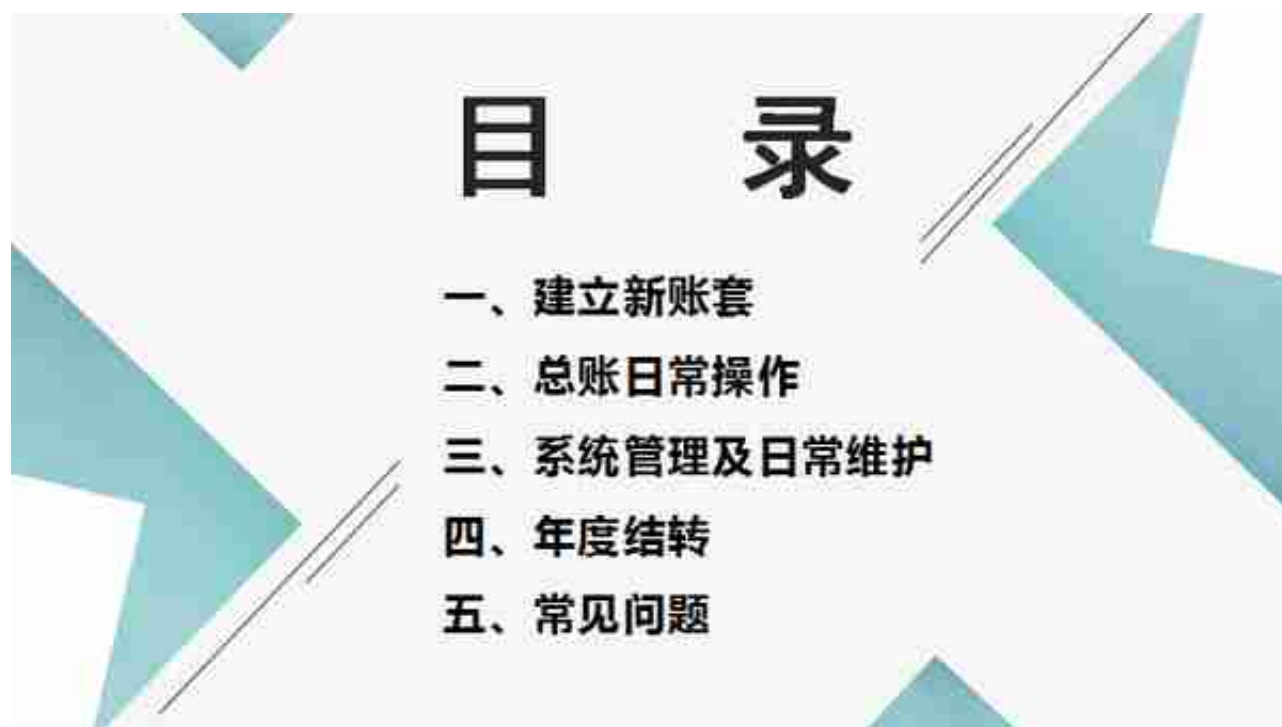 目 录
一、建立新账套
二、总账日常操作
三、系统管理及日常维护
四、年度结转
五、常见问题